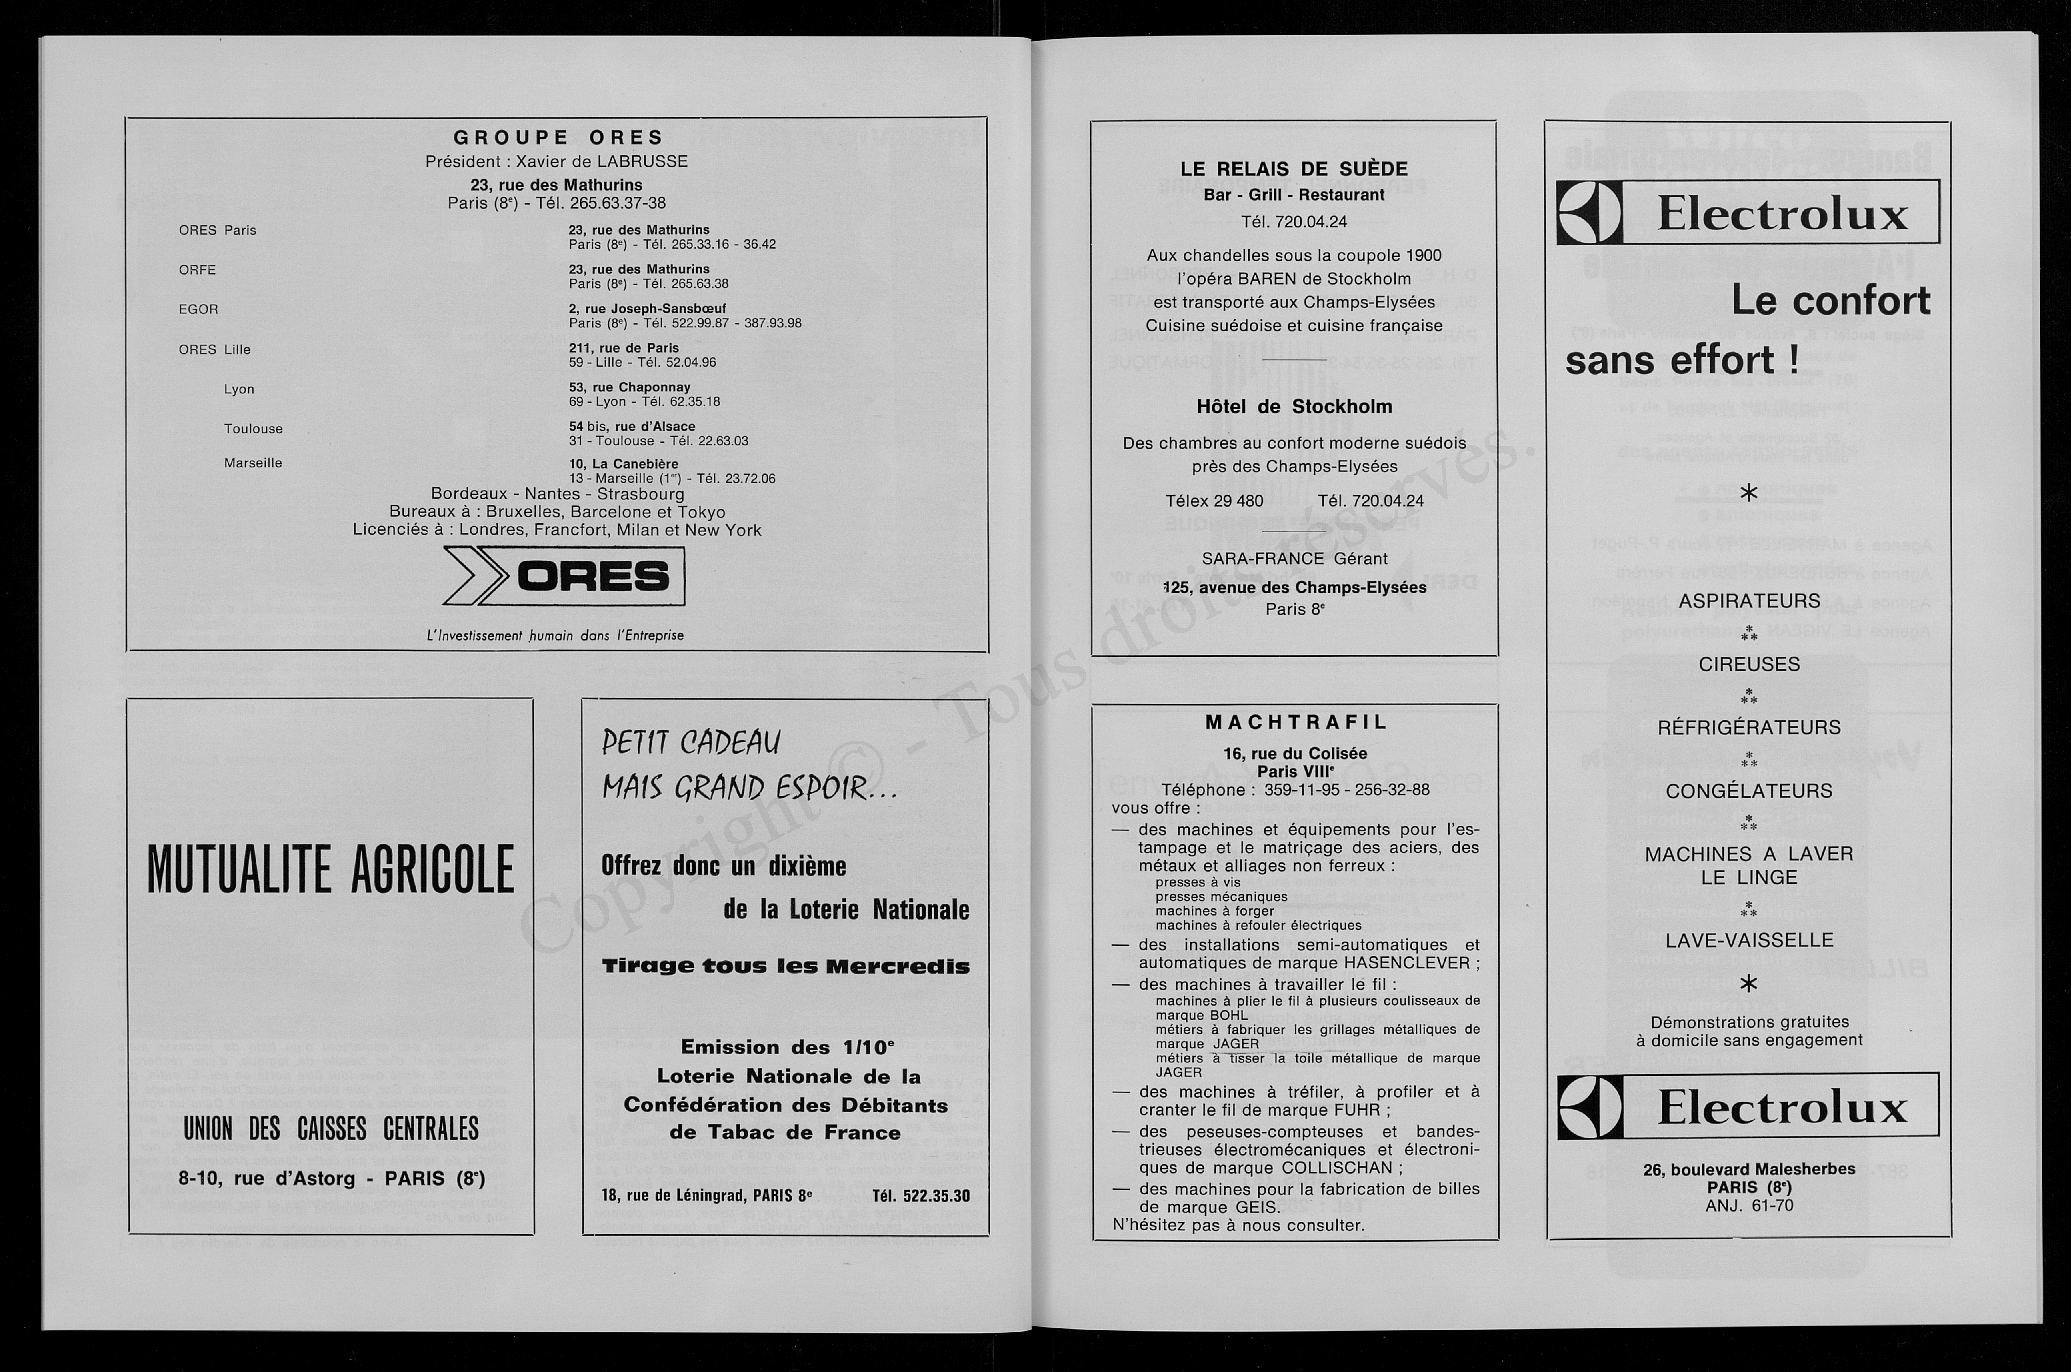 GROUPE ORES
Président : Xavier de LABRUSSE
23, rue des Mathurins
Paris (8e) - Tél. 265.63.37-38
ORES Paris 23, rue des Mathurins
Paris (8e) - Tél. 265.33.16 - 36.42
ORFE 23, rue des Mathurins
Paris (8e) - Tél. 265.63.38
EGOR 2, rue Joseph-Sansbœuf
Paris (8e) - Tél. 522.99.87 - 387.93.98
ORES Lille 211, rue de Paris
59 - Lille - Tél. 52.04.96
Lyon 53, rue Chaponnay
69 - Lyon - Tél. 62.35.18
Toulouse 54 bis, rue d'Alsace
31 - Toulouse - Tél. 22.63.03
Marseille 10, La Canebière
13 - Marseille (1er) - Tél. 23.72.06
Bordeaux - Nantes - Strasbourg
Bureaux à : Bruxelles, Barcelone et Tokyo
Licenciés à : Londres, Francfort, Milan et New York
ORES
L'Investissement humain dans l'Entreprise
MUTUALITE AGRICOLE
UNION DES CAISSES CENTRALES
8-10, rue d'Astorg - PARIS (8e)
PETIT CADEAU
MAIS GRAND ESPOIR...
Offrez donc un dixième
de la Loterie Nationale
Tirage tous les Mercredis
Emission des 1/10e
Loterie Nationale de la
Confédération des Débitants
de Tabac de France
18, rue de Léningrad, PARIS 8e Tél. 522.35.30
LE RELAIS DE SUÈDE
Bar - Grill - Restaurant
Tél. 720.04.24
Aux chandelles sous la coupole 1900
l'opéra BAREN de Stockholm
est transporté aux Champs-Elysées
Cuisine suédoise et cuisine française
Hôtel de Stockholm
Des chambres au confort moderne suédois
près des Champs-Elysées
Télex 29 480 Tél. 720.04.24
SARA-FRANCE Gérant
125, avenue des Champs-Elysées
Paris 8e
MACHTRAFIL
16, rue du Colisée
Paris VIIIe
Téléphone : 359-11-95 - 256-32-88
vous offre :
— des machines et équipements pour l'es-
tampage et le matriçage des aciers, des
métaux et alliages non ferreux :
presses à vis
presses mécaniques
machines à forger
machines à refouler électriques
— des installations semi-automatiques et
automatiques de marque HASENCLEVER ;
— des machines à travailler le fil :
machines à plier le fil à plusieurs coulisseaux de
marque BOHL
métiers à fabriquer les grillages métalliques de
marque JAGER
métiers à tisser la toile métallique de marque
JAGER
— des machines à tréfiler, à profiler et à
cranter le fil de marque FUHR ;
— des peseuses-compteuses et bandes-
trieuses électromécaniques et électroni-
ques de marque COLLISCHAN ;
— des machines pour la fabrication de billes
de marque GEIS.
N'hésitez pas à nous consulter.
Electrolux
Le confort
sans effort !
*
ASPIRATEURS
***
CIREUSES
***
RÉFRIGÉRATEURS
***
CONGÉLATEURS
***
MACHINES A LAVER
LE LINGE
***
LAVE-VAISSELLE
*
Démonstrations gratuites
à domicile sans engagement
Electrolux
26, boulevard Malesherbes
PARIS (8e)
ANJ. 61-70
Copyright © - Tous droits réservés.